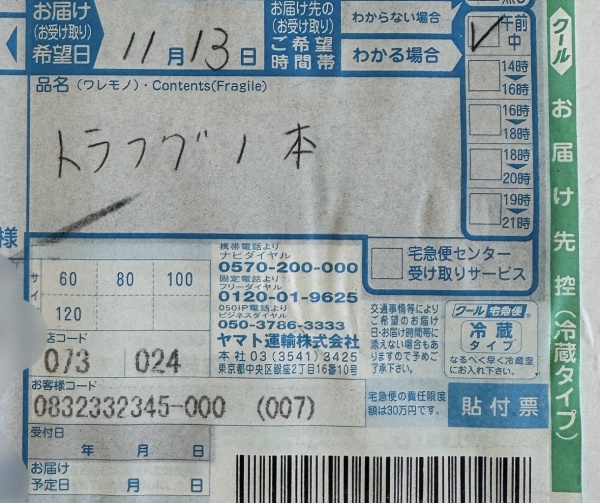 お届け
(お受け取り)
希望日
11月13日
お届け先の
(お受け取り)
ご希望
時間帯
わからない場合
わかる場合
午前
中
14時
16時
16時
18時
18時
20時
19時
21時
品名(ワレモノ)・Contents(Fragile)
トラフグ1本
様
宅急便センター
受け取りサービス
サイ
60 80 100
120
店コード
073 024
お客様コード
0832332345-000 (007)
受付日
年 月 日
お届け
予定日
月 日
携帯電話より
ナビダイヤル
0570-200-000
固定電話より
フリーダイヤル
0120-01-9625
050IP電話より
ビジネスダイヤル
050-3786-3333
ヤマト運輸株式会社
本社03(3541)3425
東京都中央区銀座2丁目16番10号
交通事情等により
ご希望のお届け
日・お届け時間帯に
添えない場合もあ
りますので予めご
了承下さい。
クール宅急便
冷蔵
タイプ
なるべく早く冷蔵室
にお入れ下さい。
宅急便の責任限度
額は30万円です。
貼付票
クール
お届け先控(冷蔵タイプ)